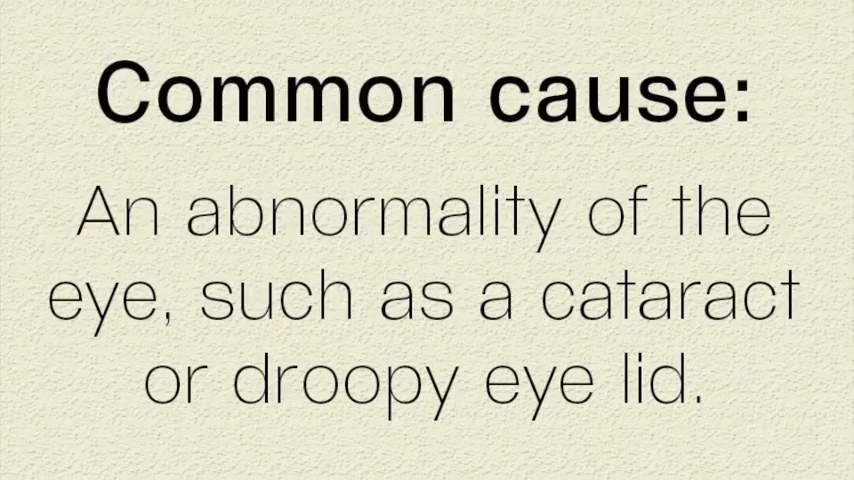 Common cause:
An abnormality of the
eye, such as a cataract
or droopy eye lid.